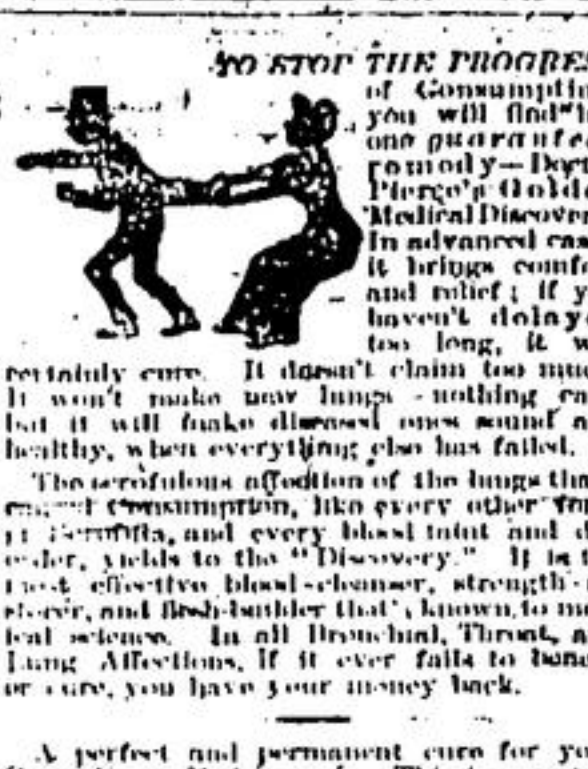 TO STOP THE PROGRES
of Consumptio
you will find
one guarantee
remedy—Doct
Pierce's Golde
Medical Discover
In advanced cas
it brings comfo
and relief; if y
haven't delaye
too long, it w
certainly cure. It doesn't claim too muc
It won't make new lungs - nothing ca
but it will make diseased ones sound a
healthy, when everything else has failed.
The scrofulous affection of the lungs tha
Consumption, like every other for
Scrofula, and every blood taint and d
order, yields to the "Discovery." It is t
most effective blood-cleanser, strength-
storer, and flesh-builder that's known to m
ical science. In all Bronchial, Throat, a
Lung Affections, if it ever fails to bene
or cure, you have your money back.
A perfect and permanent cure for yo